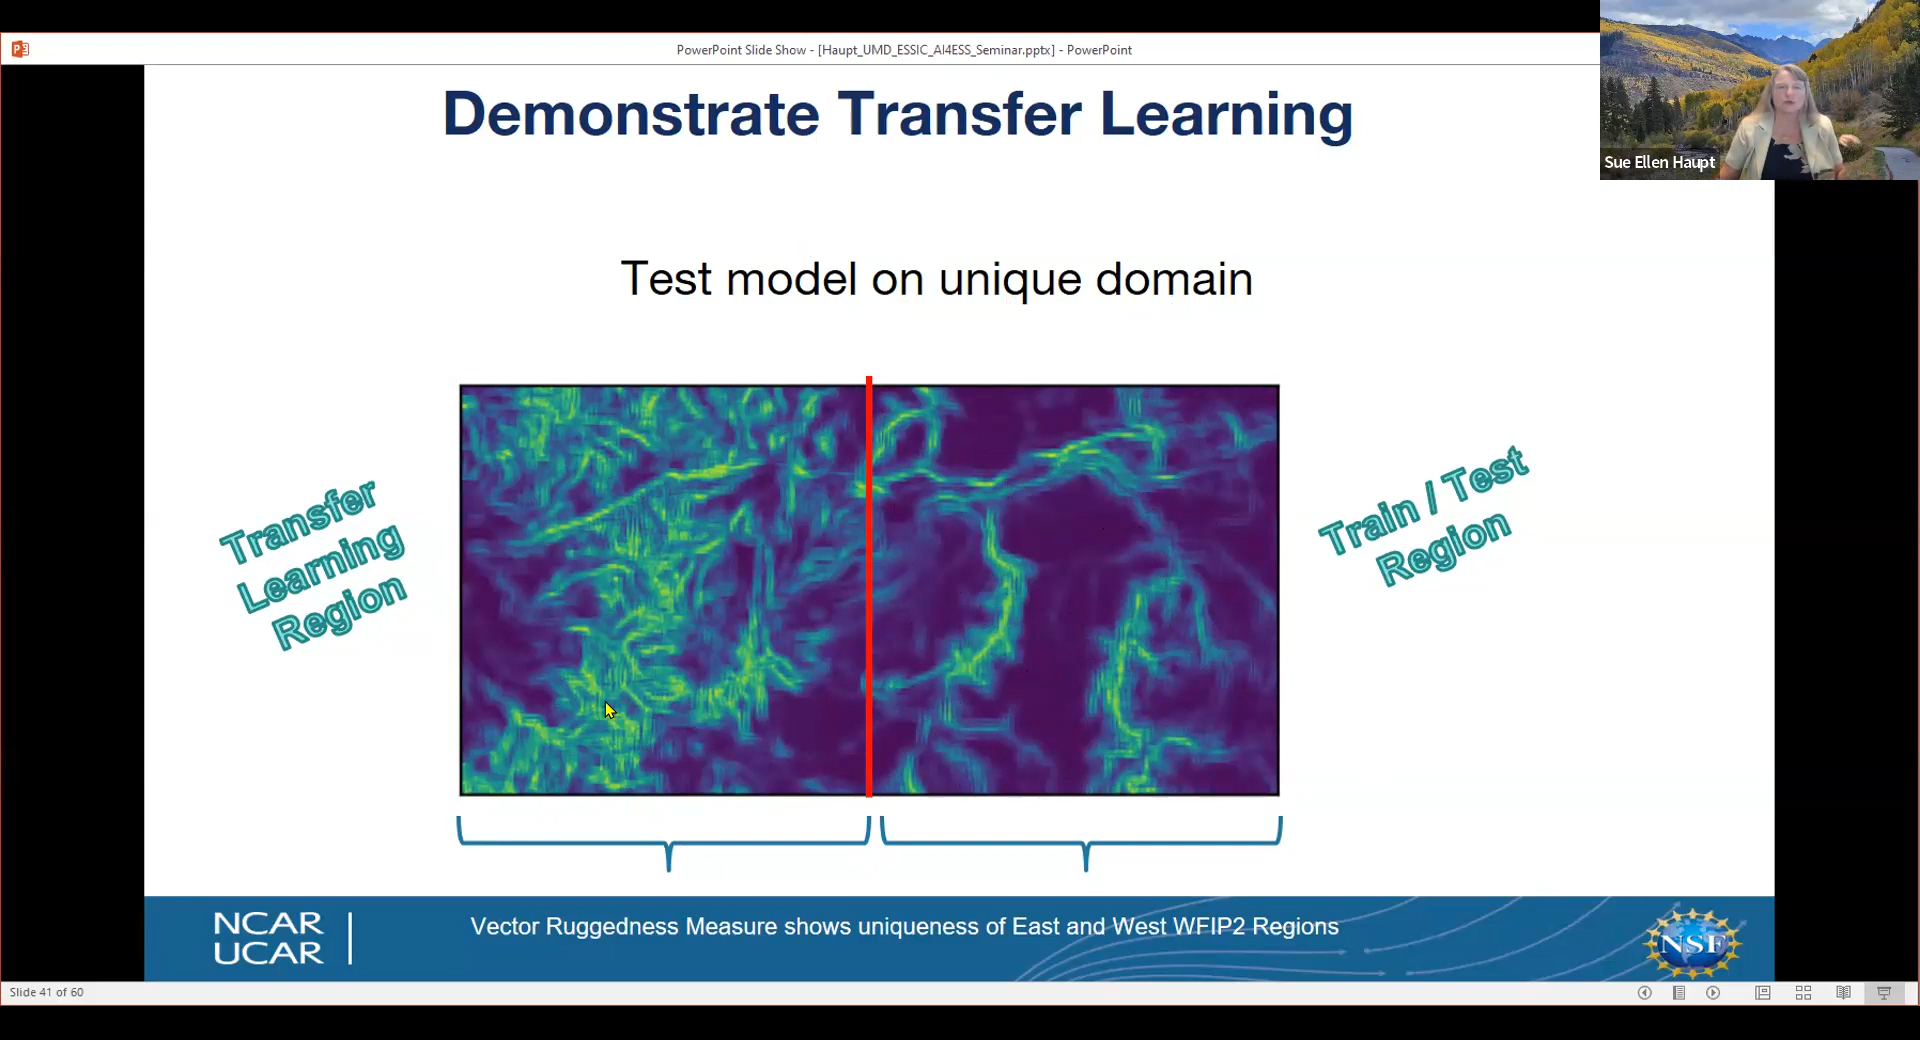 PowerPoint Slide Show - [Haupt_UMD_ESSIC_AI4ESS_Seminar.pptx] - PowerPoint
Demonstrate Transfer Learning
Sue Ellen Haupt
Test model on unique domain
Transfer
Learning
Region
Train / Test
Region
NCAR
UCAR
Vector Ruggedness Measure shows uniqueness of East and West WFIP2 Regions
NSF
Slide 41 of 60